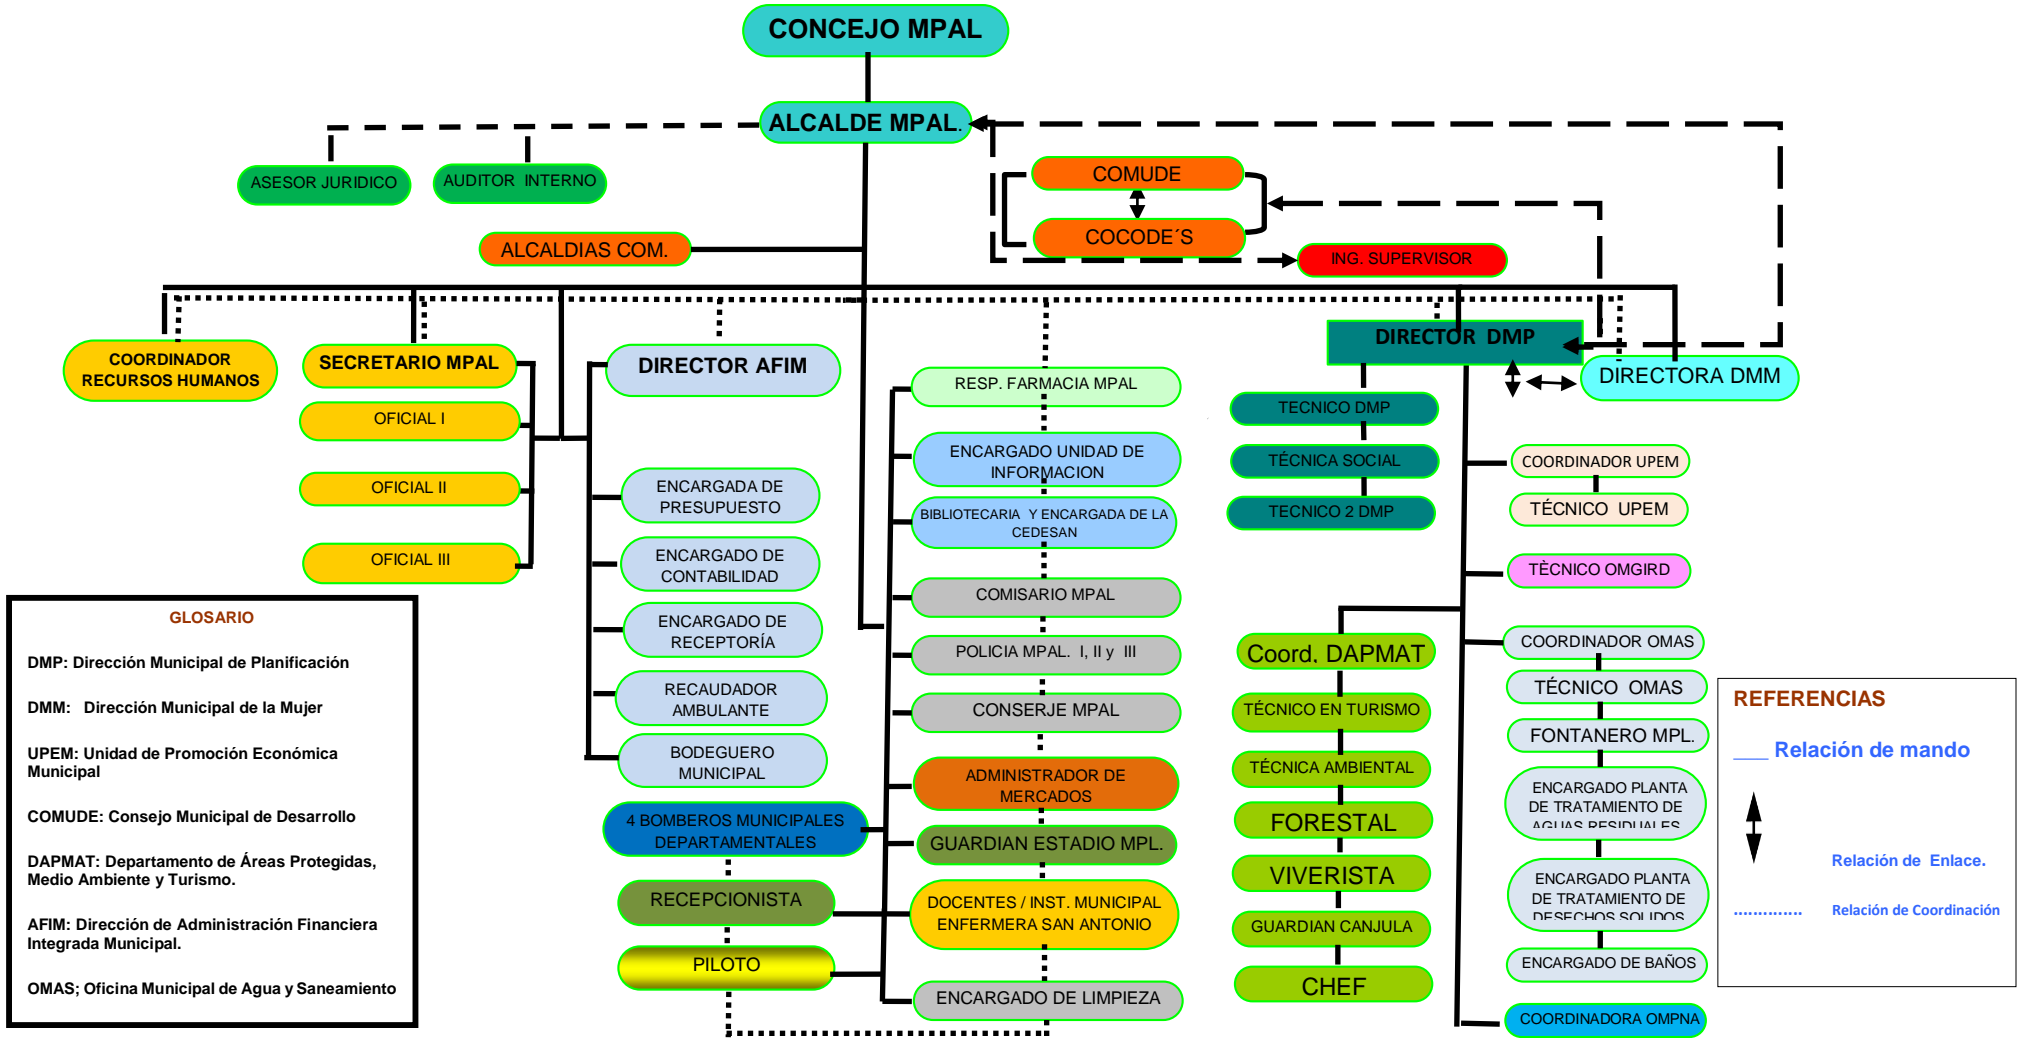 CONCEJO MPAL
ALCALDE MPAL.
ASESOR JURIDICO
AUDITOR INTERNO
COMUDE
COCODE´S
ALCALDIAS COM.
ING. SUPERVISOR
COORDINADOR
RECURSOS HUMANOS
SECRETARIO MPAL
OFICIAL I
OFICIAL II
OFICIAL III
DIRECTOR AFIM
ENCARGADA DE
PRESUPUESTO
ENCARGADO DE
CONTABILIDAD
ENCARGADO DE
RECEPTORÍA
RECAUDADOR
AMBULANTE
BODEGUERO
MUNICIPAL
4 BOMBEROS MUNICIPALES
DEPARTAMENTALES
RECEPCIONISTA
PILOTO
RESP. FARMACIA MPAL
ENCARGADO UNIDAD DE
INFORMACION
BIBLIOTECARIA Y ENCARGADA DE LA
CEDESAN
COMISARIO MPAL
POLICIA MPAL. I, II y III
CONSERJE MPAL
ADMINISTRADOR DE
MERCADOS
GUARDIAN ESTADIO MPL.
DOCENTES / INST. MUNICIPAL
ENFERMERA SAN ANTONIO
ENCARGADO DE LIMPIEZA
DIRECTOR DMP
DIRECTORA DMM
TECNICO DMP
TÉCNICA SOCIAL
TECNICO 2 DMP
COORDINADOR UPEM
TÉCNICO UPEM
TÈCNICO OMGIRD
Coord. DAPMAT
TÉCNICO EN TURISMO
TÉCNICA AMBIENTAL
FORESTAL
VIVERISTA
GUARDIAN CANJULA
CHEF
COORDINADOR OMAS
TÉCNICO OMAS
FONTANERO MPL.
ENCARGADO PLANTA
DE TRATAMIENTO DE
AGUAS RESIDUALES
ENCARGADO PLANTA
DE TRATAMIENTO DE
DESECHOS SOLIDOS
ENCARGADO DE BAÑOS
COORDINADORA OMPNA
GLOSARIO
DMP: Dirección Municipal de Planificación
DMM: Dirección Municipal de la Mujer
UPEM: Unidad de Promoción Económica
Municipal
COMUDE: Consejo Municipal de Desarrollo
DAPMAT: Departamento de Áreas Protegidas,
Medio Ambiente y Turismo.
AFIM: Dirección de Administración Financiera
Integrada Municipal.
OMAS; Oficina Municipal de Agua y Saneamiento
REFERENCIAS
___ Relación de mando
Relación de Enlace.
.............. Relación de Coordinación